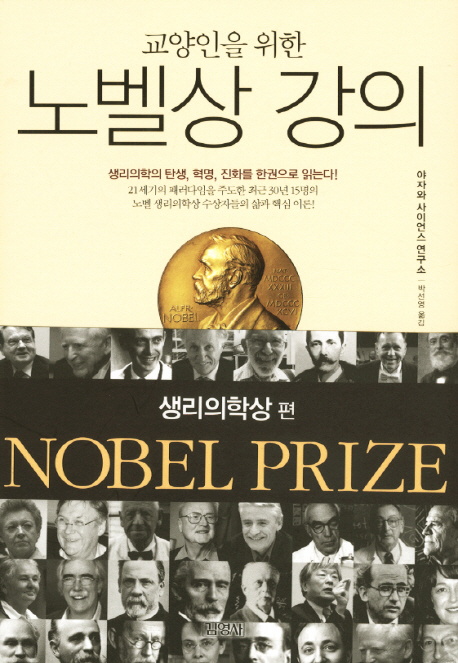 교양인을 위한
노벨상 강의
생리의학의 탄생, 혁명, 진화를 한권으로 읽는다!
21세기의 패러다임을 주도한 최근 30년 15명의
노벨 생리의학상 수상자들의 삶과 핵심 이론!
야자와 사이언스 연구소
박선영 옮김
ALFR·
NOBEL
생리의학상 편
NOBEL PRIZE
김영사